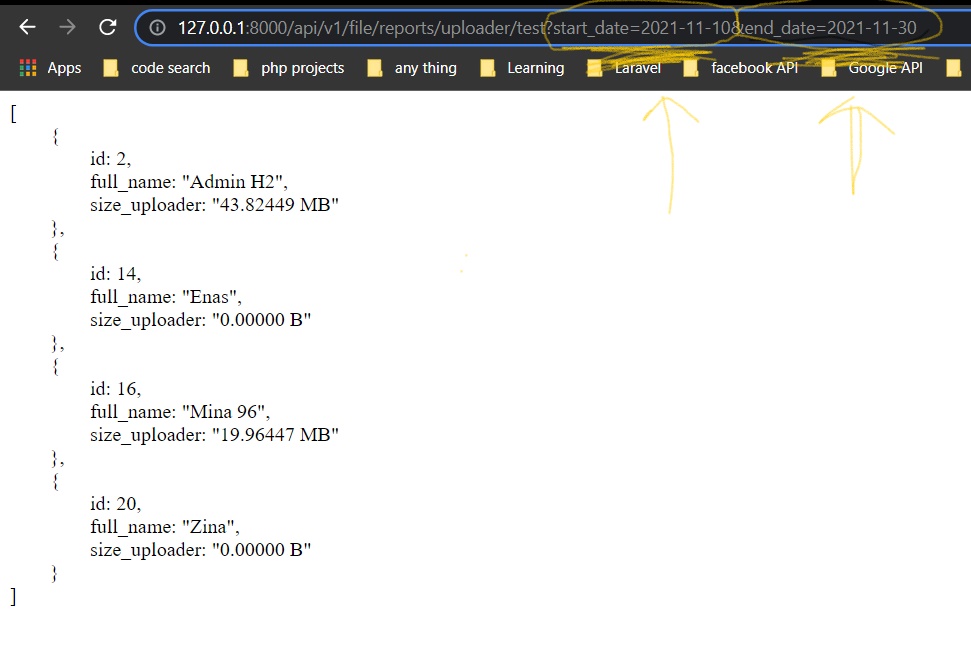 127.0.0.1:8000/api/v1/file/reports/uploader/test?start_date=2021-11-10&end_date=2021-11-30
Apps code search php projects any thing Learning Laravel facebook API Google API
[
{
id: 2,
full_name: "Admin H2",
size_uploader: "43.82449 MB"
},
{
id: 14,
full_name: "Enas",
size_uploader: "0.00000 B"
},
{
id: 16,
full_name: "Mina 96",
size_uploader: "19.96447 MB"
},
{
id: 20,
full_name: "Zina",
size_uploader: "0.00000 B"
}
]